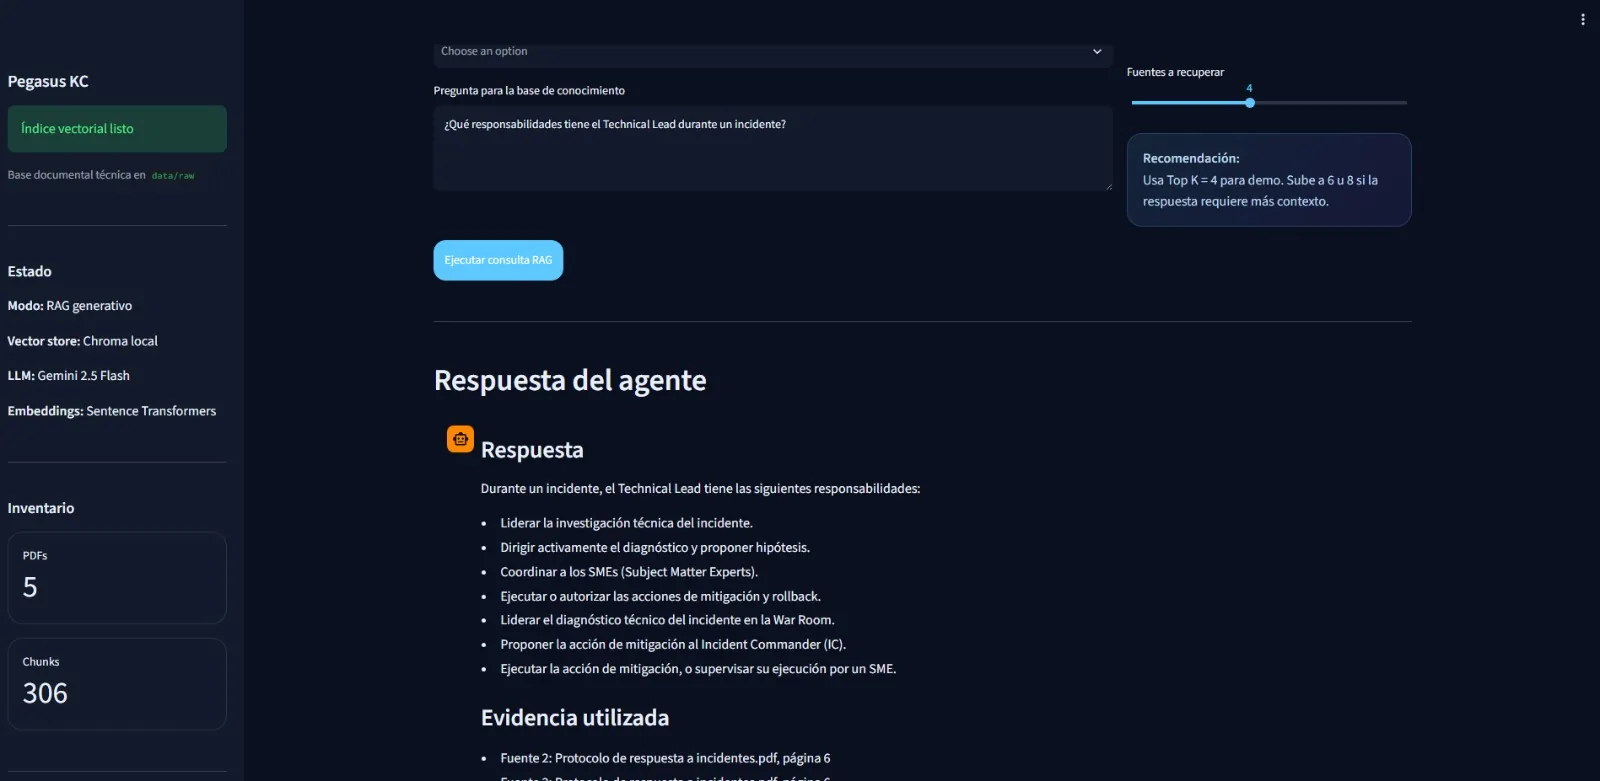 Pegasus KC
Índice vectorial listo
Base documental técnica en data/raw
Estado
Modo: RAG generativo
Vector store: Chroma local
LLM: Gemini 2.5 Flash
Embeddings: Sentence Transformers
Inventario
PDFs
5
Chunks
306
Choose an option
Pregunta para la base de conocimiento
¿Qué responsabilidades tiene el Technical Lead durante un incidente?
Ejecutar consulta RAG
Fuentes a recuperar
4
Recomendación:
Usa Top K = 4 para demo. Sube a 6 u 8 si la
respuesta requiere más contexto.
Respuesta del agente
Respuesta
Durante un incidente, el Technical Lead tiene las siguientes responsabilidades:
• Liderar la investigación técnica del incidente.
• Dirigir activamente el diagnóstico y proponer hipótesis.
• Coordinar a los SMEs (Subject Matter Experts).
• Ejecutar o autorizar las acciones de mitigación y rollback.
• Liderar el diagnóstico técnico del incidente en la War Room.
• Proponer la acción de mitigación al Incident Commander (IC).
• Ejecutar la acción de mitigación, o supervisar su ejecución por un SME.
Evidencia utilizada
• Fuente 2: Protocolo de respuesta a incidentes.pdf, página 6